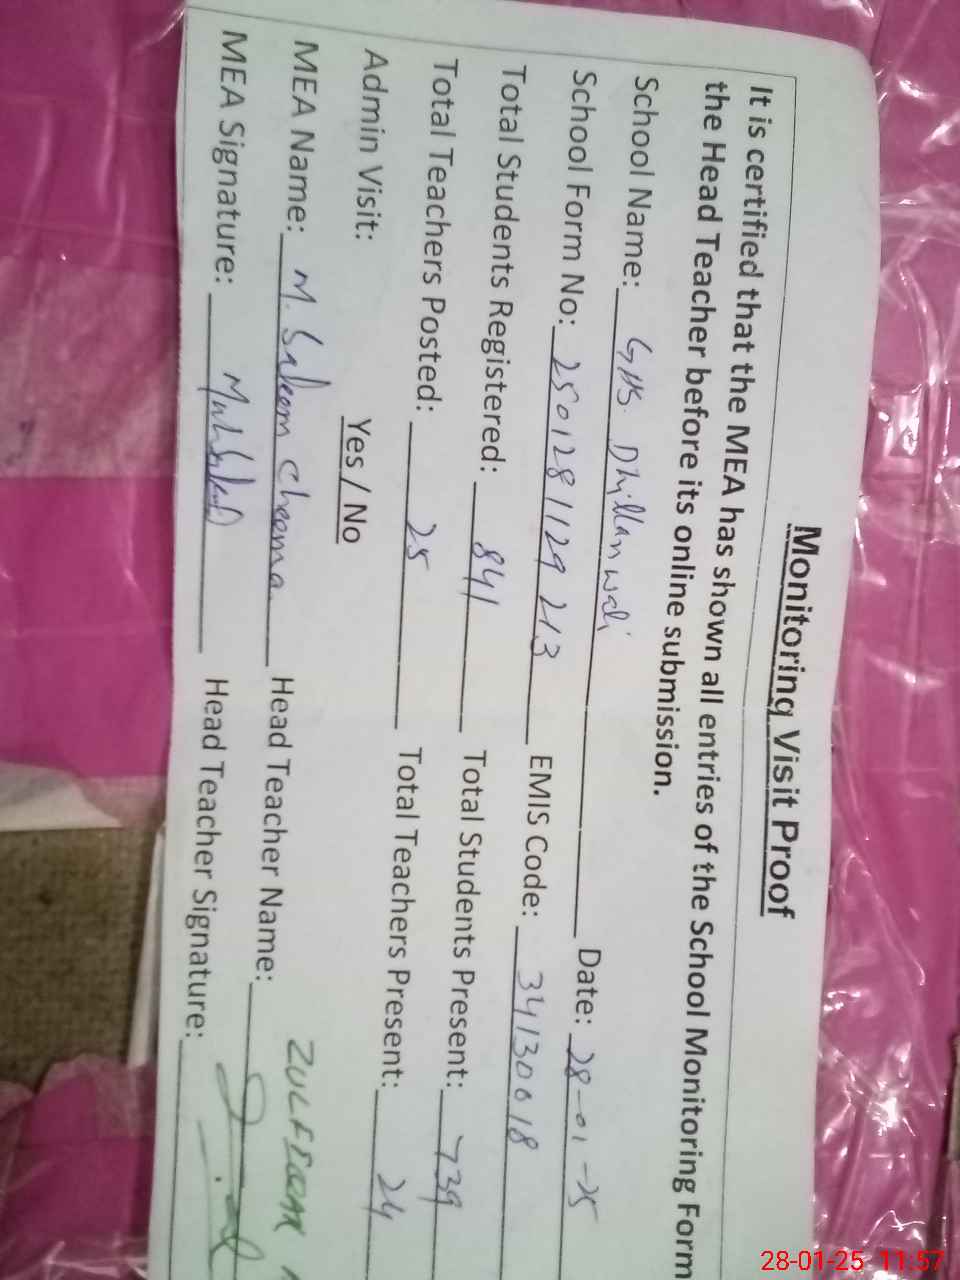 Monitoring Visit Proof
It is certified that the MEA has shown all entries of the School Monitoring Form
the Head Teacher before its online submission.
School Name: GHS Dhillanwali Date: 28-01-25
School Form No: 2501281129213 EMIS Code: 34130018
Total Students Registered: 841 Total Students Present: 739
Total Teachers Posted: 25 Total Teachers Present: 24
Admin Visit: Yes / No
MEA Name: M. Saleem Cheema Head Teacher Name: ZULFIQAR
MEA Signature: Head Teacher Signature:
28-01-25 11:57